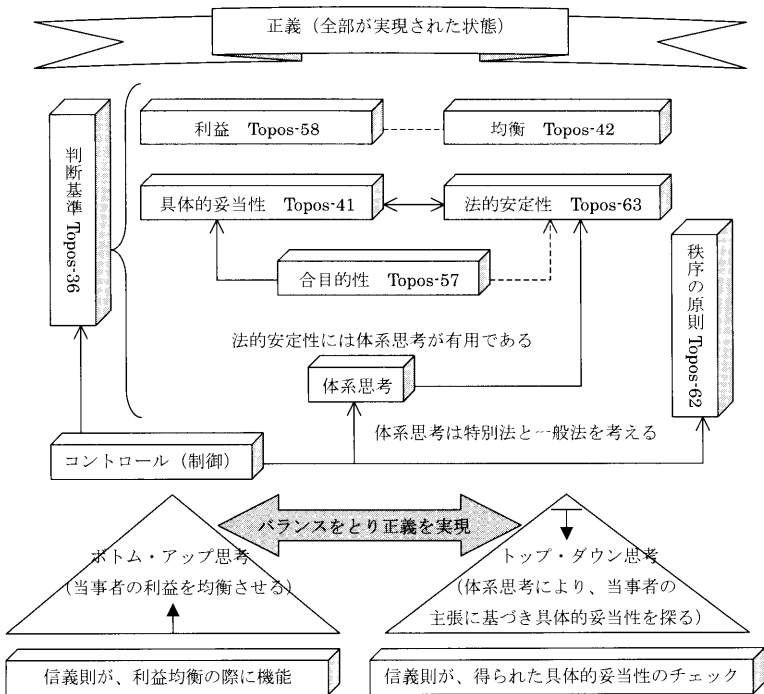 正義（全部が実現された状態）
判断基準 Topos-36
利益 Topos-58
均衡 Topos-42
具体的妥当性 Topos-41
法的安定性 Topos-63
合目的性 Topos-57
秩序の原則 Topos-62
法的安定性には体系思考が有用である
体系思考
体系思考は特別法と一般法を考える
コントロール（制御）
バランスをとり正義を実現
ボトム・アップ思考
（当事者の利益を均衡させる）
トップ・ダウン思考
（体系思考により、当事者の
主張に基づき具体的妥当性を探る）
信義則が、利益均衡の際に機能
信義則が、得られた具体的妥当性のチェック